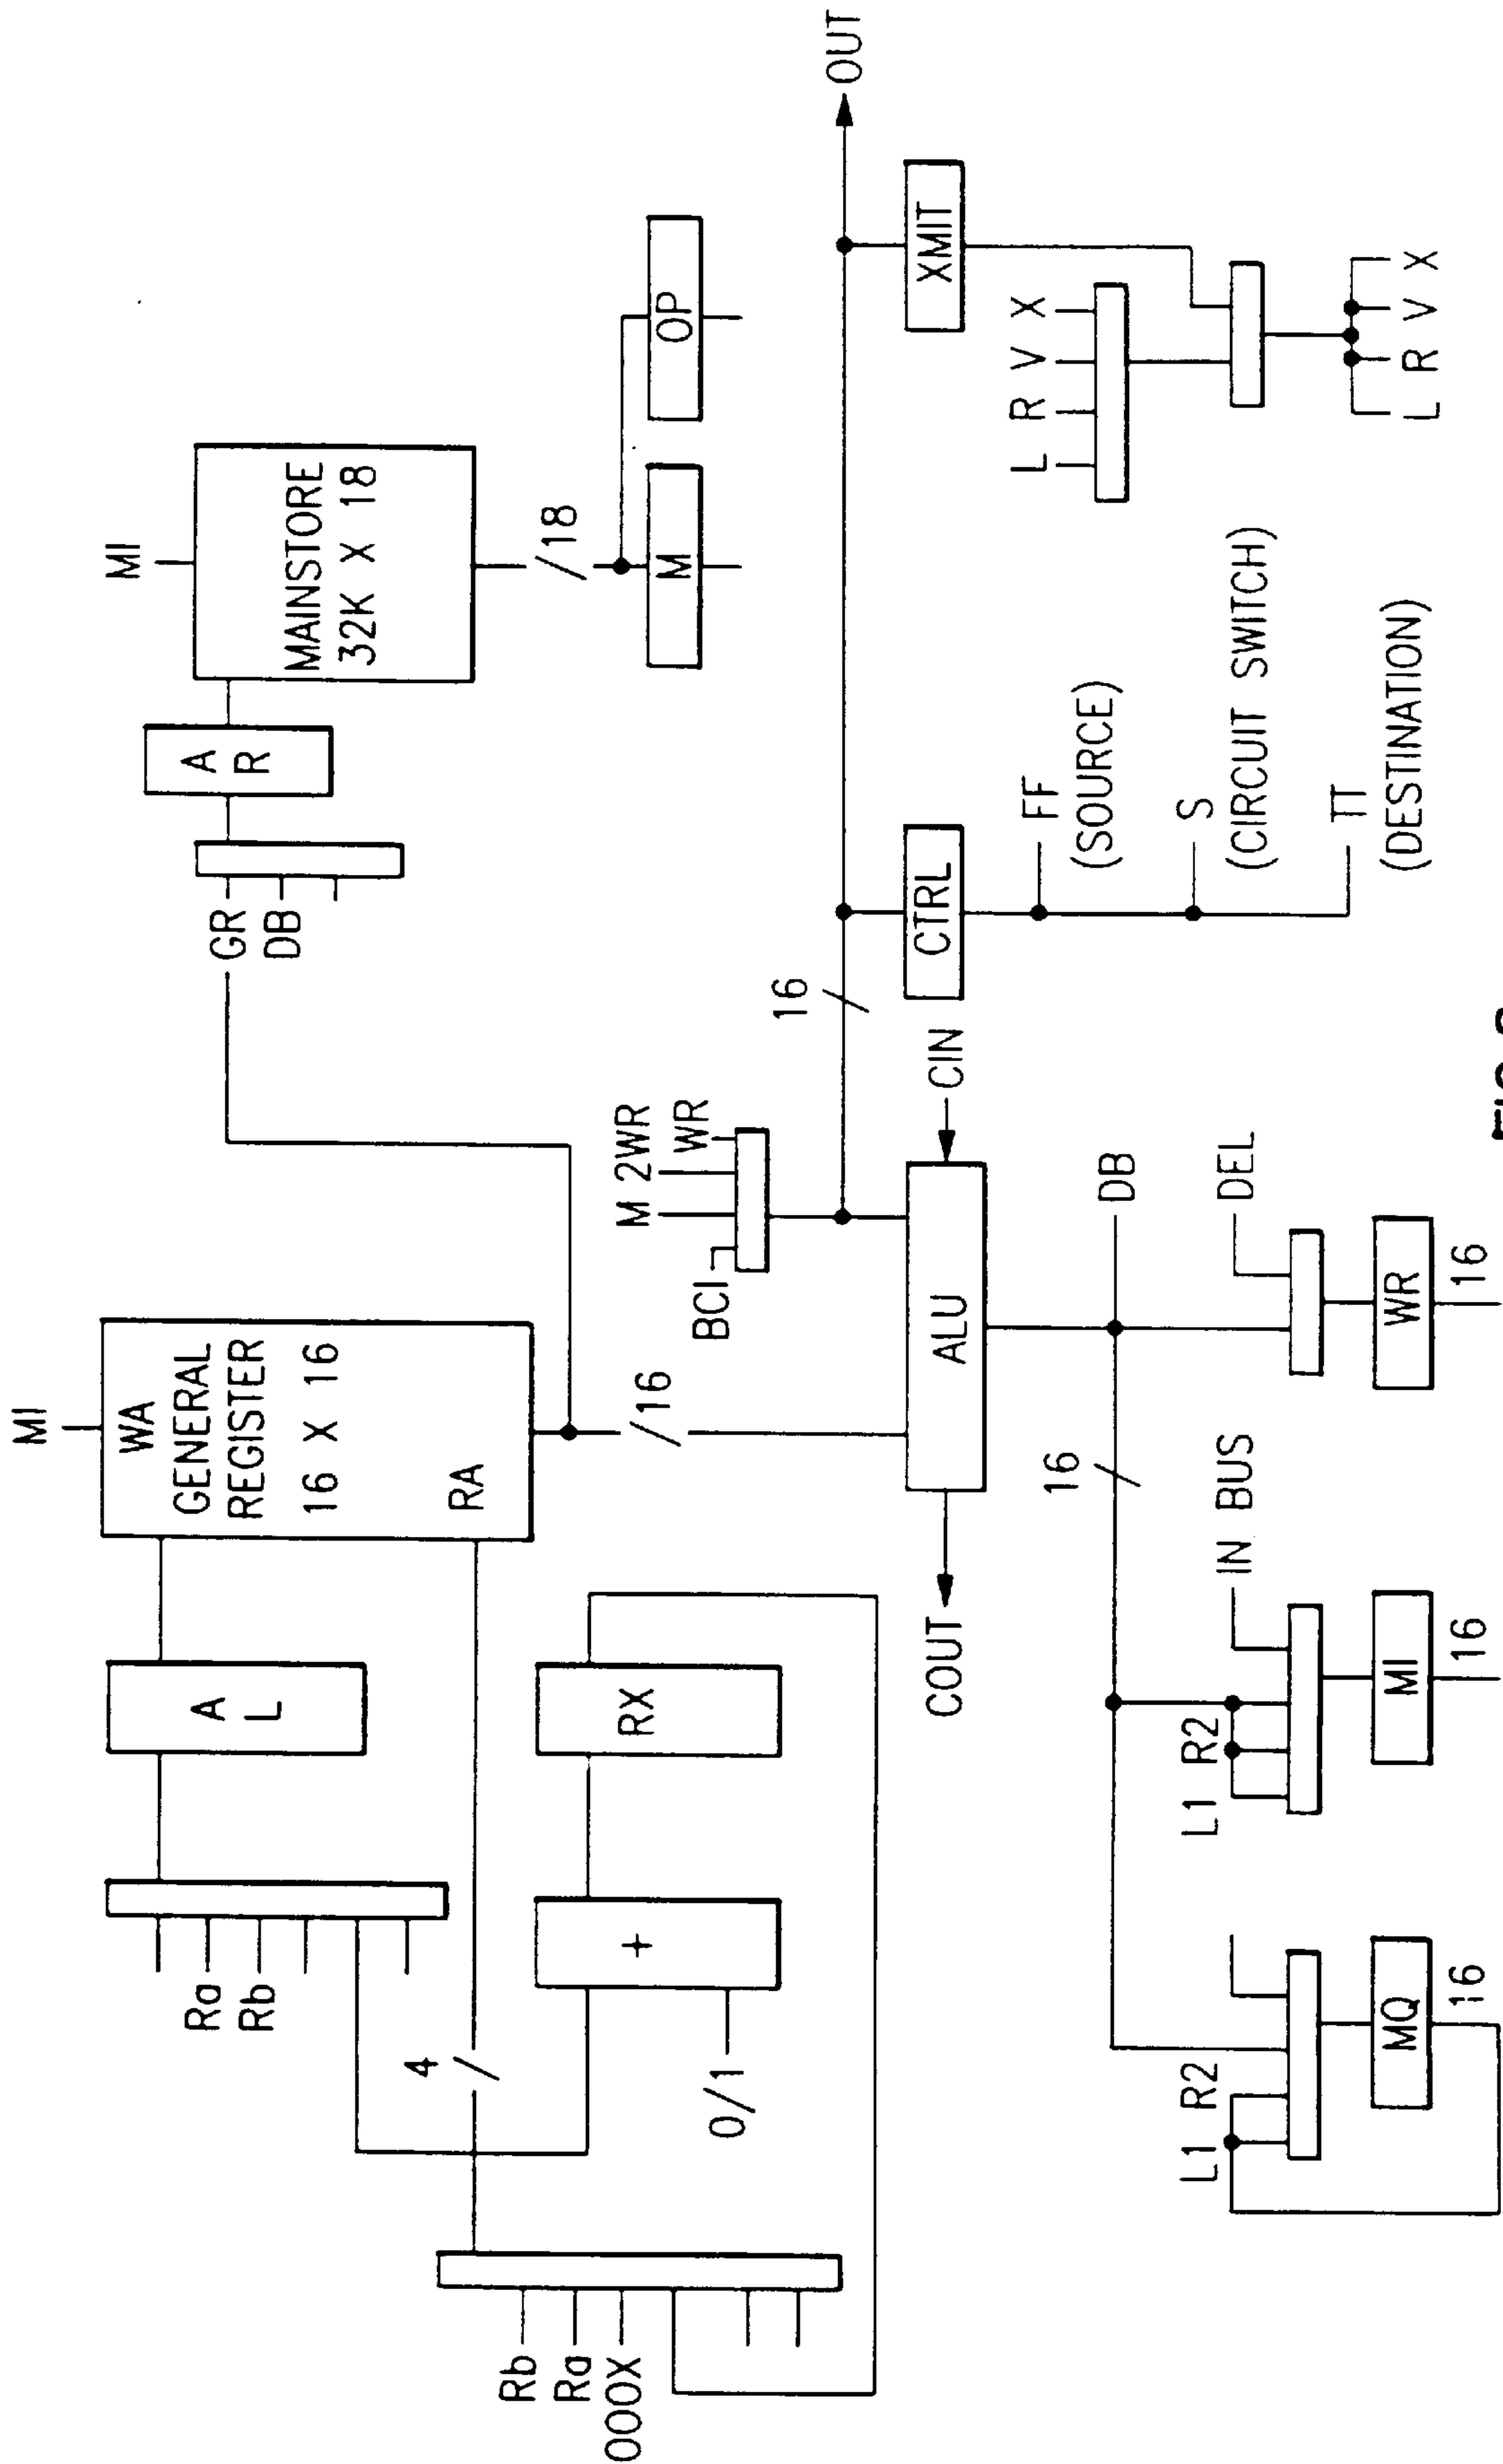 MI
WA
GENERAL
REGISTER
16 X 16
RA
A
L
Ra
Rb
4
Rb
Ra
000X
+
RX
0/1
/16
GR
DB
A
R
MI
MAINSTORE
32K X 18
/18
M
OP
BCI
M 2WR WR
16
OUT
COUT
ALU
CIN
CTRL
FF
(SOURCE)
S
(CIRCUIT SWITCH)
TT
(DESTINATION)
XMIT
L R V X
L R V X
16
DB
L1 R2
MQ
16
L1 R2 IN BUS
MI
16
DEL
WR
16